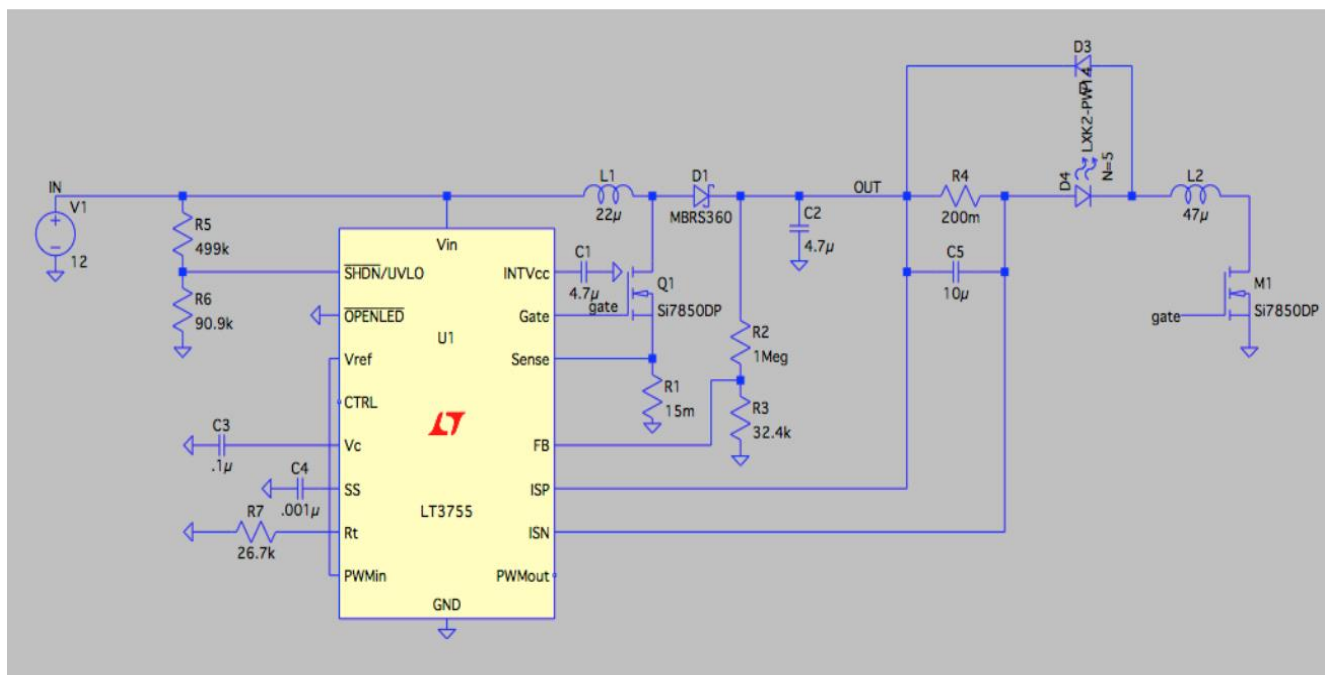 IN
V1
12
R5
499k
R6
90.9k
L1
22µ
D1
MBRS360
OUT
C2
4.7µ
R4
200m
C5
10µ
D3
LXK2-PW14
D4
N=5
L2
47µ
M1
Si7850DP
gate
Vin
SHDN/UVLO
OPENLED
Vref
CTRL
Vc
SS
Rt
PWMin
GND
U1
LT3755
INTVcc
Gate
Sense
FB
ISP
ISN
PWMout
C1
4.7µ
gate
Q1
Si7850DP
R1
15m
R2
1Meg
R3
32.4k
C3
.1µ
C4
.001µ
R7
26.7k